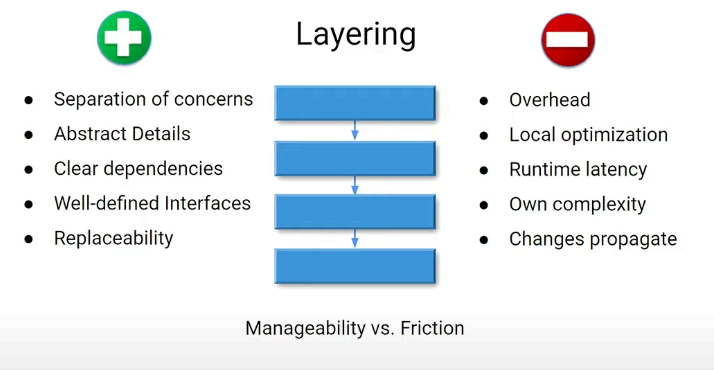 Layering
Separation of concerns
Abstract Details
Clear dependencies
Well-defined Interfaces
Replaceability
Overhead
Local optimization
Runtime latency
Own complexity
Changes propagate
Manageability vs. Friction